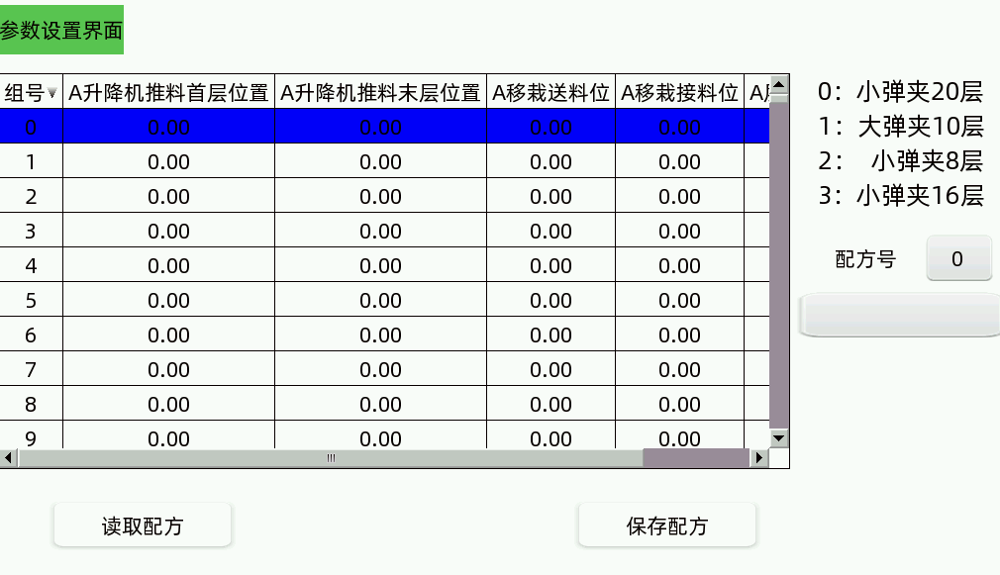 参数设置界面
组号 A升降机推料首层位置 A升降机推料末层位置 A移栽送料位 A移栽接料位 A
0 0.00 0.00 0.00 0.00
1 0.00 0.00 0.00 0.00
2 0.00 0.00 0.00 0.00
3 0.00 0.00 0.00 0.00
4 0.00 0.00 0.00 0.00
5 0.00 0.00 0.00 0.00
6 0.00 0.00 0.00 0.00
7 0.00 0.00 0.00 0.00
8 0.00 0.00 0.00 0.00
9 0.00 0.00 0.00 0.00
0：小弹夹20层
1：大弹夹10层
2： 小弹夹8层
3：小弹夹16层
配方号 0
读取配方 保存配方